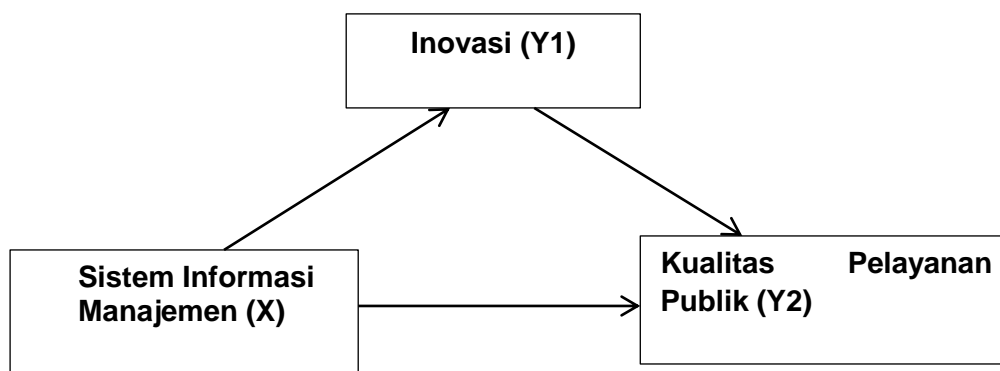 Inovasi (Y1)
Sistem Informasi
Manajemen (X)
Kualitas Pelayanan
Publik (Y2)